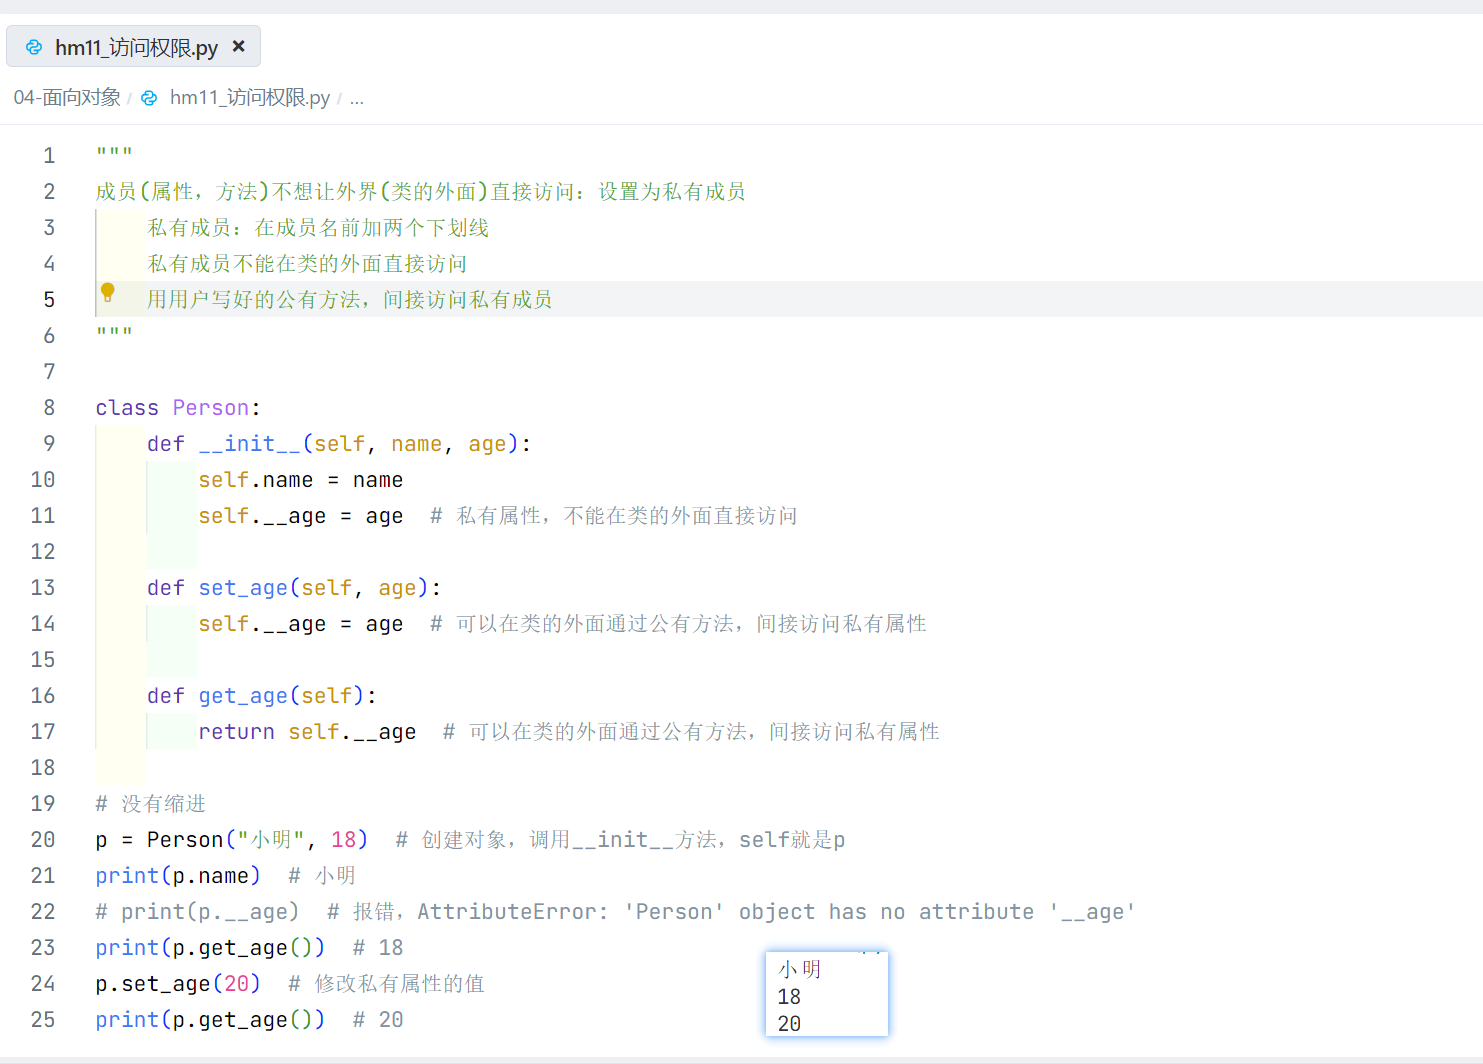 hm11_访问权限.py ×
04-面向对象 / hm11_访问权限.py / ...
1 """
2 成员(属性，方法)不想让外界(类的外面)直接访问：设置为私有成员
3     私有成员：在成员名前加两个下划线
4     私有成员不能在类的外面直接访问
5     用用户写好的公有方法，间接访问私有成员
6 """
7
8 class Person:
9     def __init__(self, name, age):
10         self.name = name
11         self.__age = age  # 私有属性，不能在类的外面直接访问
12
13     def set_age(self, age):
14         self.__age = age  # 可以在类的外面通过公有方法，间接访问私有属性
15
16     def get_age(self):
17         return self.__age  # 可以在类的外面通过公有方法，间接访问私有属性
18
19 # 没有缩进
20 p = Person("小明", 18)  # 创建对象，调用__init__方法，self就是p
21 print(p.name)  # 小明
22 # print(p.__age)  # 报错，AttributeError: 'Person' object has no attribute '__age'
23 print(p.get_age())  # 18
24 p.set_age(20)  # 修改私有属性的值
25 print(p.get_age())  # 20
小明
18
20